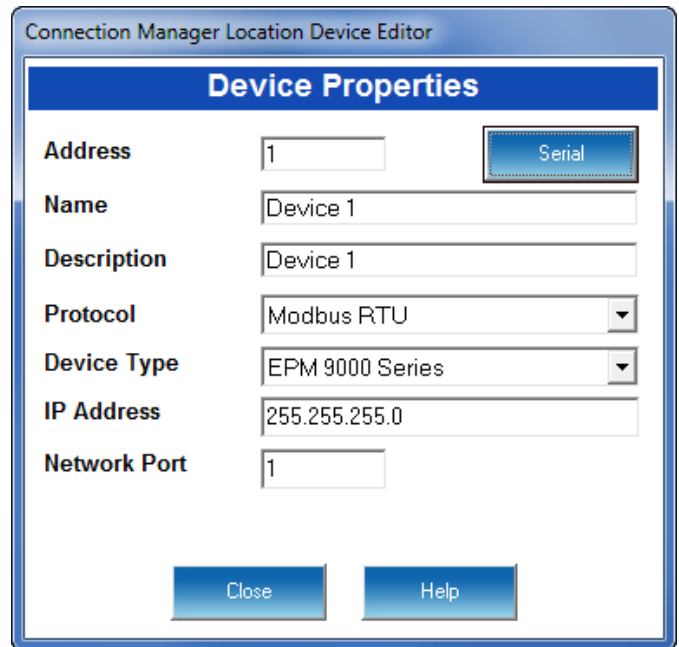 Connection Manager Location Device Editor
Device Properties
Address 1 Serial
Name Device 1
Description Device 1
Protocol Modbus RTU
Device Type EPM 9000 Series
IP Address 255.255.255.0
Network Port 1
Close Help